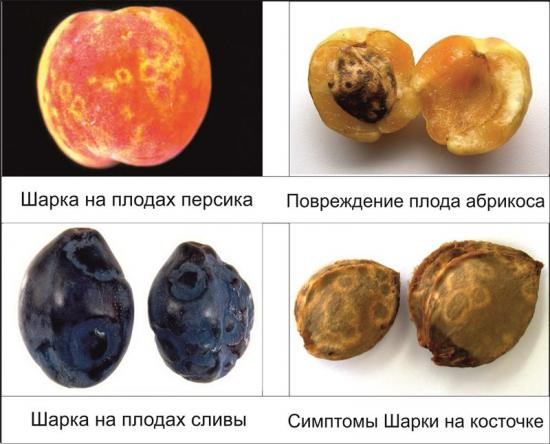 Шарка на плодах персика
Повреждение плода абрикоса
Шарка на плодах сливы
Симптомы Шарки на косточке